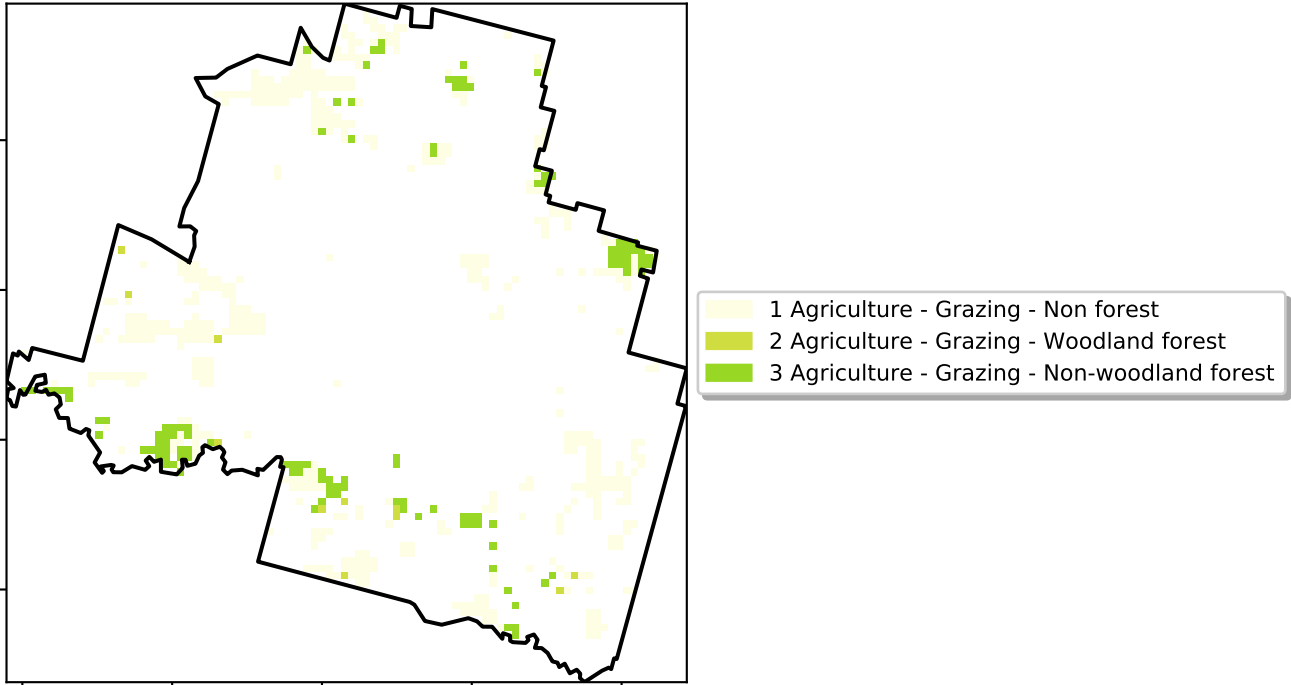 1 Agriculture - Grazing - Non forest
2 Agriculture - Grazing - Woodland forest
3 Agriculture - Grazing - Non-woodland forest